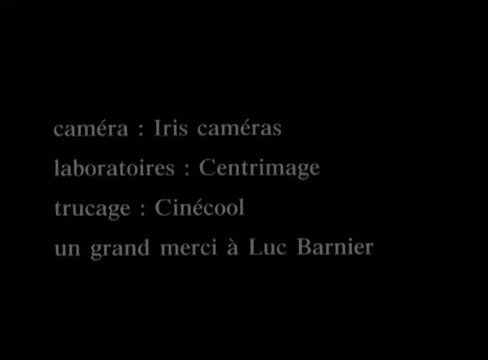 caméra : Iris caméras
laboratoires : Centrimage
trucage : Cinécool
un grand merci à Luc Barnier